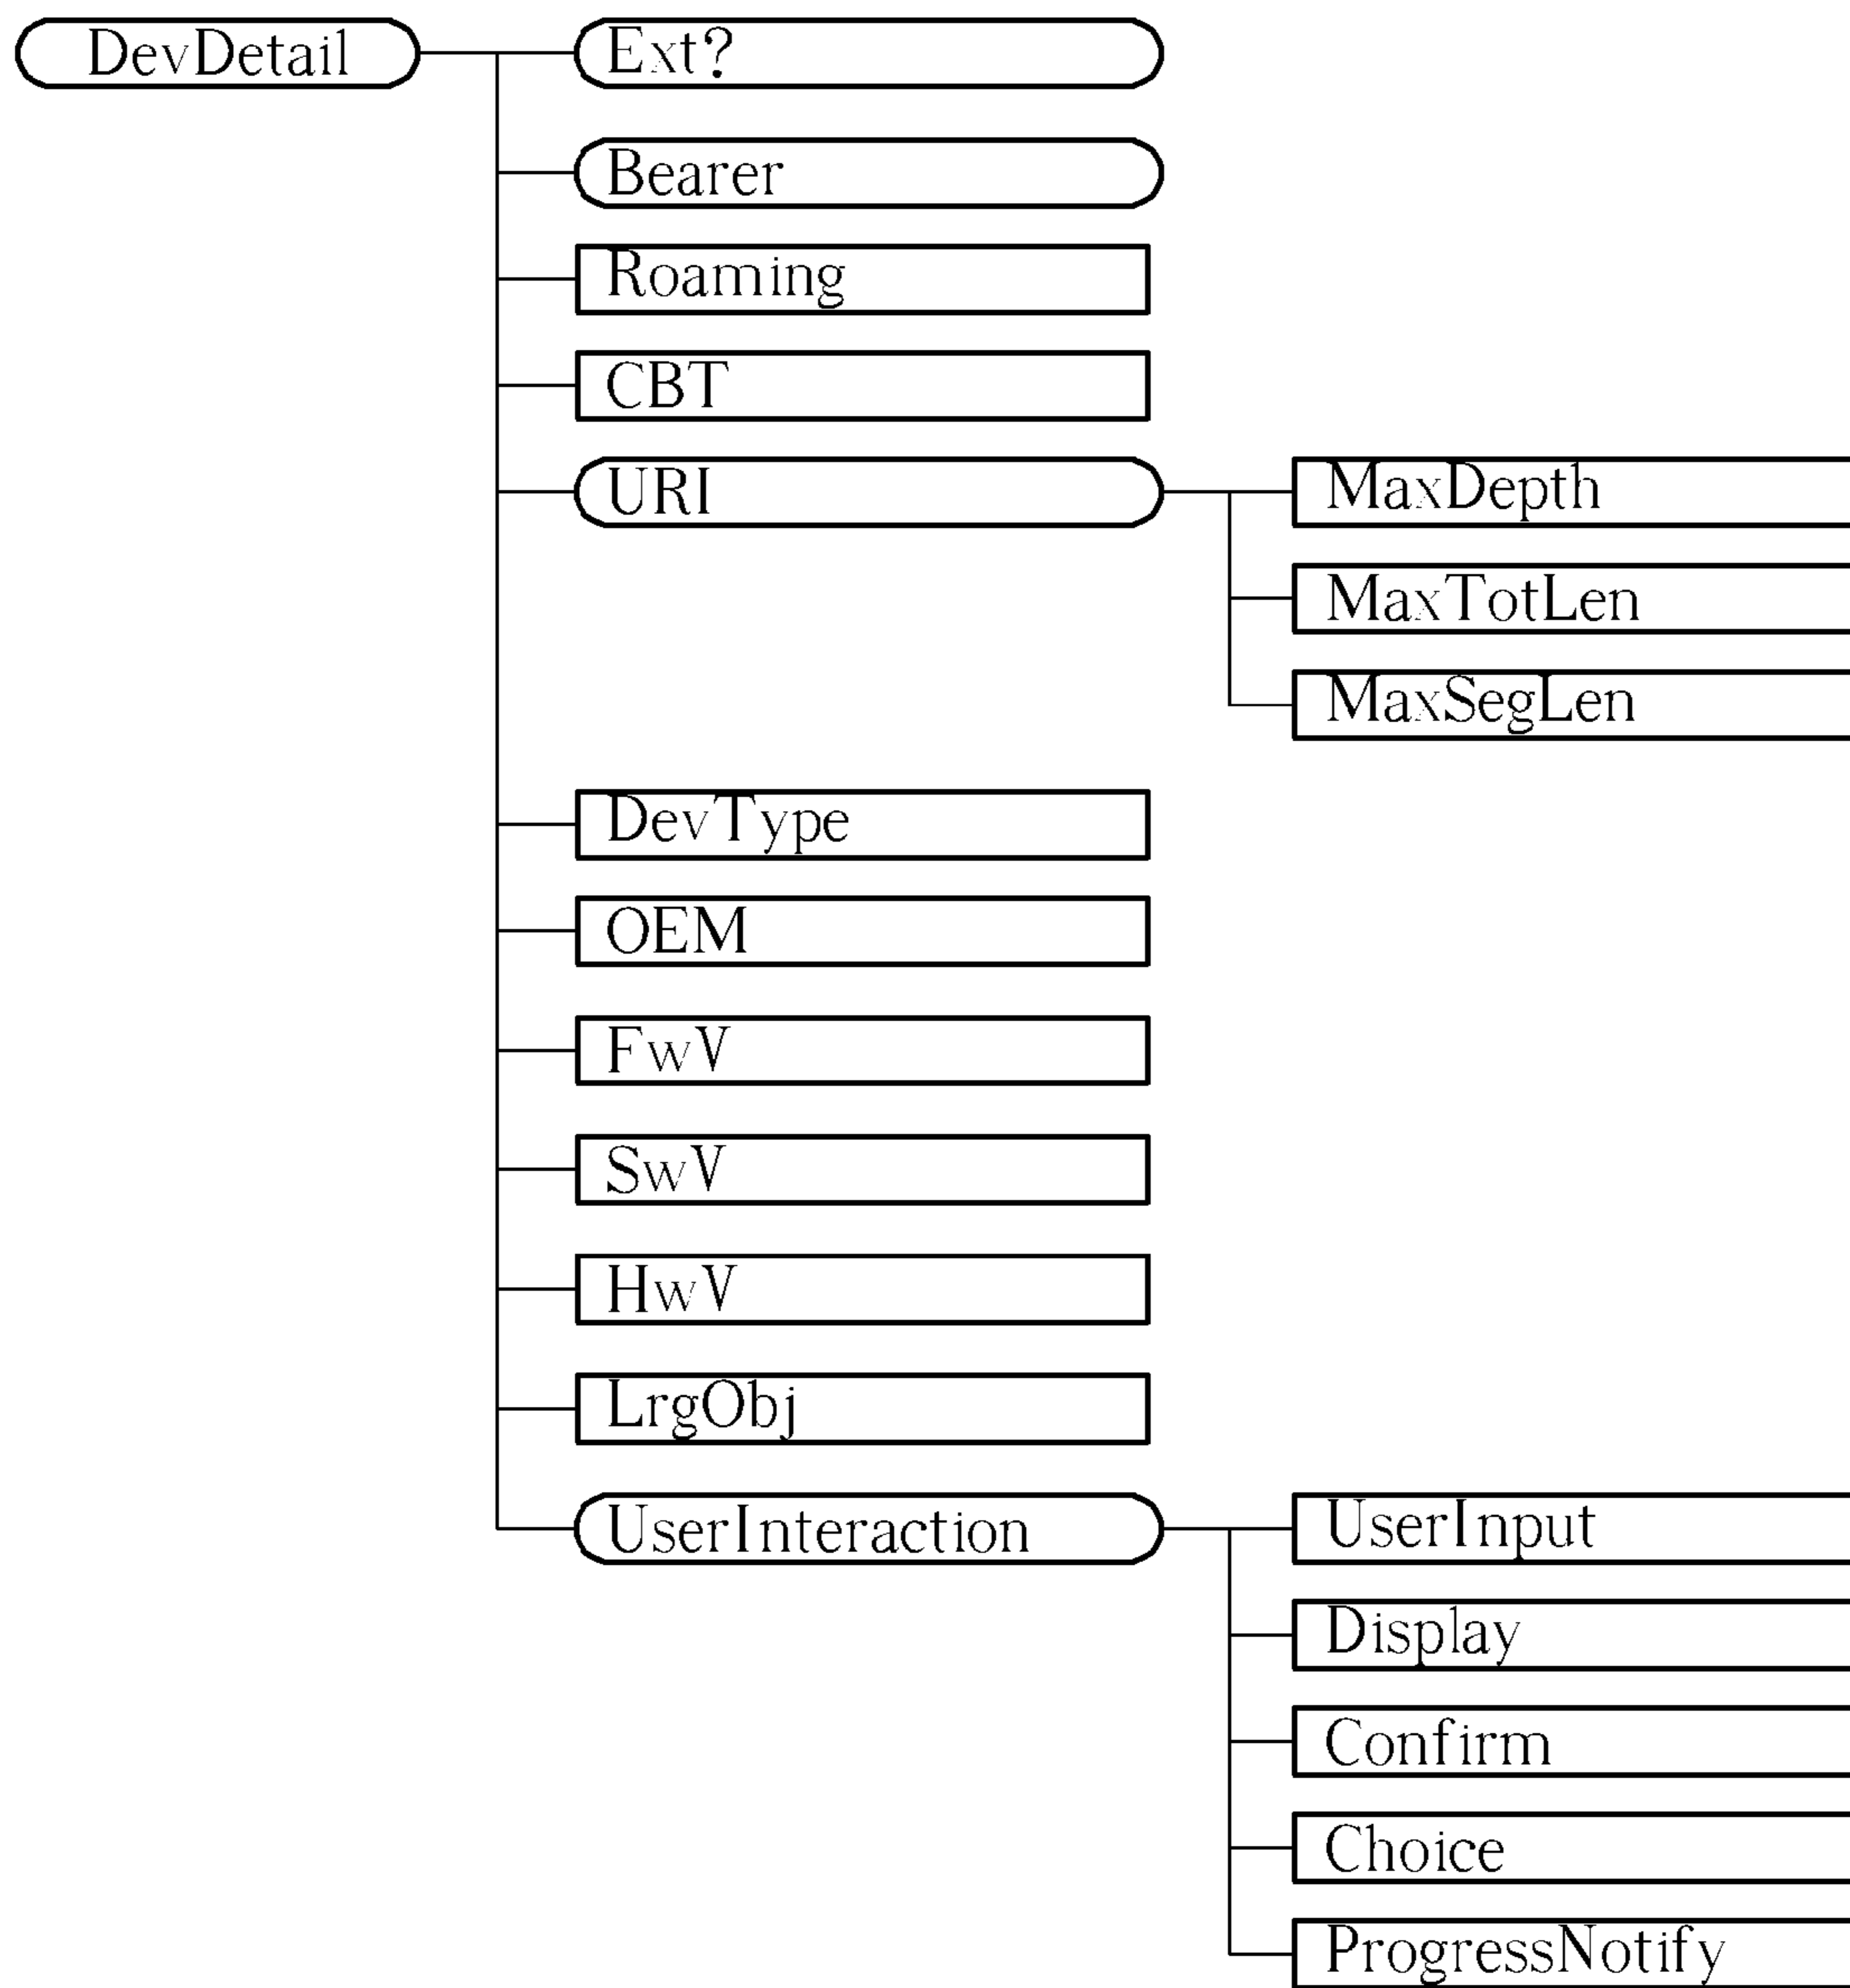 DevDetail
Ext?
Bearer
Roaming
CBT
URI
MaxDepth
MaxTotLen
MaxSegLen
DevType
OEM
FwV
SwV
HwV
LrgObj
UserInteraction
UserInput
Display
Confirm
Choice
ProgressNotify